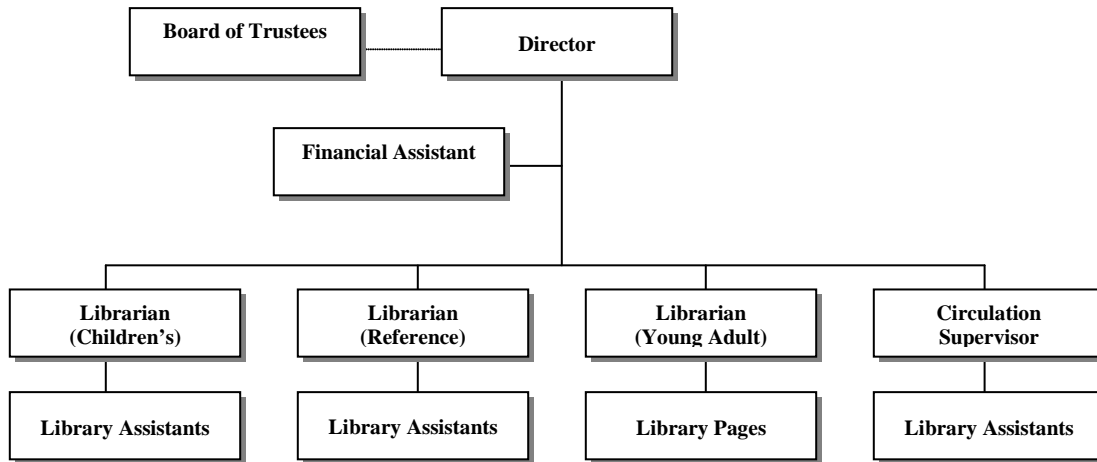 Board of Trustees
Director
Financial Assistant
Librarian
(Children's)
Librarian
(Reference)
Librarian
(Young Adult)
Circulation
Supervisor
Library Assistants
Library Assistants
Library Pages
Library Assistants